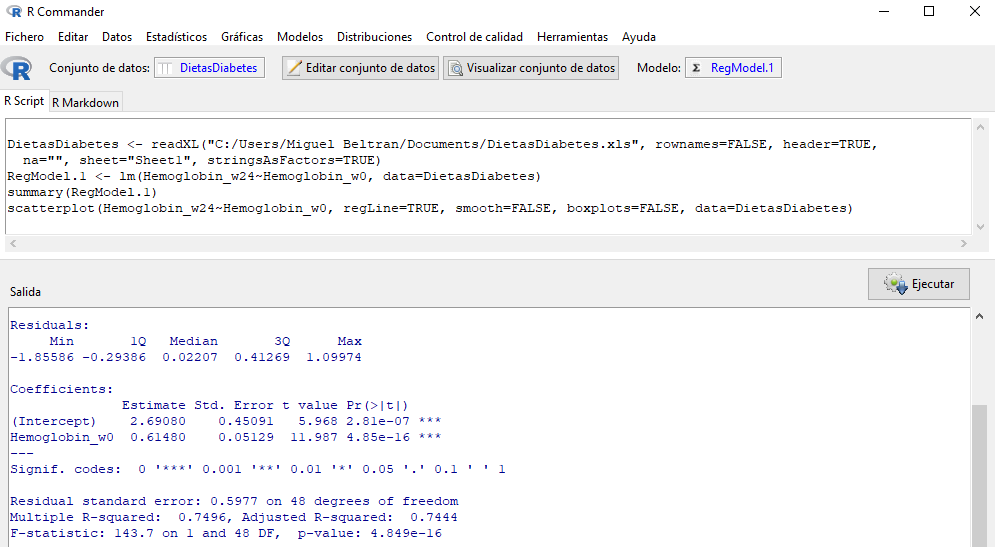 R Commander
Fichero Editar Datos Estadísticos Gráficas Modelos Distribuciones Control de calidad Herramientas Ayuda
R Conjunto de datos: DietasDiabetes Editar conjunto de datos Visualizar conjunto de datos Modelo: Σ RegModel.1
R Script R Markdown
DietasDiabetes <- readXL("C:/Users/Miguel Beltran/Documents/DietasDiabetes.xls", rownames=FALSE, header=TRUE,
  na="", sheet="Sheet1", stringsAsFactors=TRUE)
RegModel.1 <- lm(Hemoglobin_w24~Hemoglobin_w0, data=DietasDiabetes)
summary(RegModel.1)
scatterplot(Hemoglobin_w24~Hemoglobin_w0, regLine=TRUE, smooth=FALSE, boxplots=FALSE, data=DietasDiabetes)
Salida Ejecutar
Residuals:
     Min       1Q   Median       3Q      Max
-1.85586 -0.29386  0.02207  0.41269  1.09974
Coefficients:
              Estimate Std. Error t value Pr(>|t|)
(Intercept)    2.69080    0.45091   5.968 2.81e-07 ***
Hemoglobin_w0  0.61480    0.05129  11.987 4.85e-16 ***
---
Signif. codes:  0 '***' 0.001 '**' 0.01 '*' 0.05 '.' 0.1 ' ' 1
Residual standard error: 0.5977 on 48 degrees of freedom
Multiple R-squared:  0.7496, Adjusted R-squared:  0.7444
F-statistic: 143.7 on 1 and 48 DF,  p-value: 4.849e-16